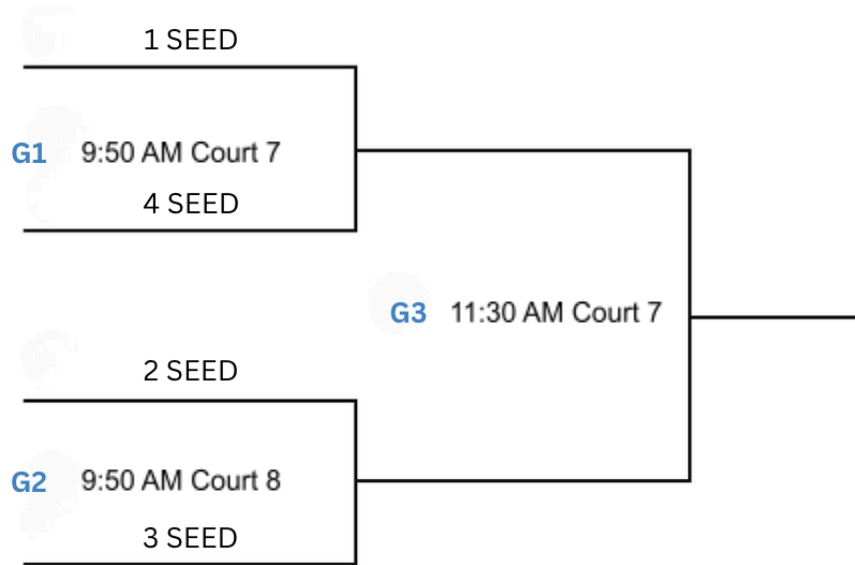 1 SEED
G1 9:50 AM Court 7
4 SEED
G3 11:30 AM Court 7
2 SEED
G2 9:50 AM Court 8
3 SEED